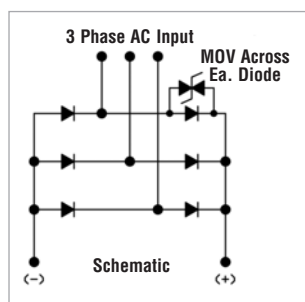 3 Phase AC Input
MOV Across
Ea. Diode
Schematic
(-)
(+)